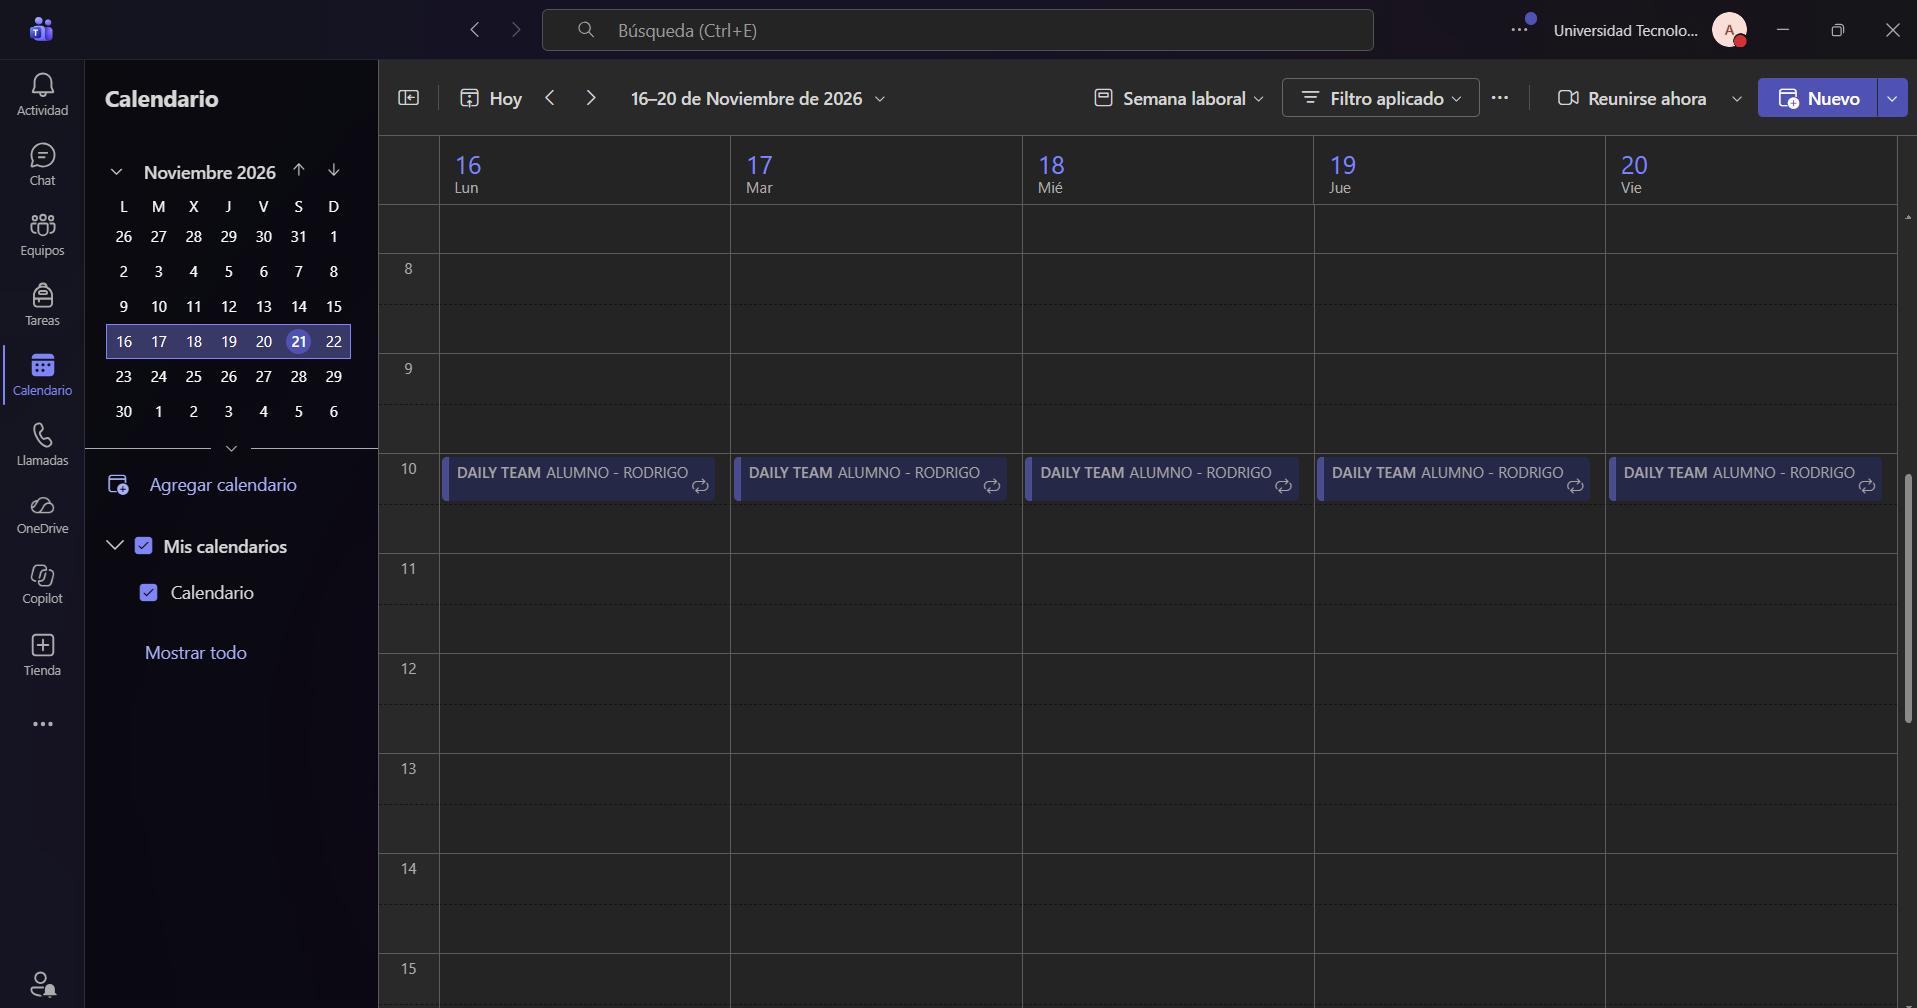 Búsqueda (Ctrl+E)
Universidad Tecnolo...
A
Actividad
Chat
Equipos
Tareas
Calendario
Llamadas
OneDrive
Copilot
Tienda
Calendario
Noviembre 2026
L M X J V S D
26 27 28 29 30 31 1
2 3 4 5 6 7 8
9 10 11 12 13 14 15
16 17 18 19 20 21 22
23 24 25 26 27 28 29
30 1 2 3 4 5 6
Agregar calendario
Mis calendarios
Calendario
Mostrar todo
Hoy
16–20 de Noviembre de 2026
Semana laboral
Filtro aplicado
Reunirse ahora
Nuevo
16 17 18 19 20
Lun Mar Mié Jue Vie
8
9
10
DAILY TEAM ALUMNO - RODRIGO
DAILY TEAM ALUMNO - RODRIGO
DAILY TEAM ALUMNO - RODRIGO
DAILY TEAM ALUMNO - RODRIGO
DAILY TEAM ALUMNO - RODRIGO
11
12
13
14
15